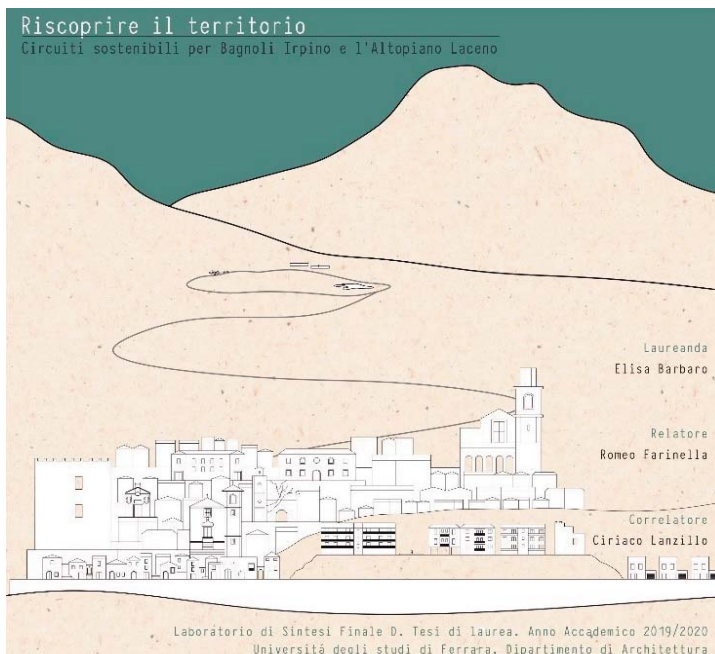 Riscoprire il territorio
Circuiti sostenibili per Bagnoli Irpino e l'Altopiano Laceno
Laureanda
Elisa Barbaro
Relatore
Romeo Farinella
Correlatore
Ciriaco Lanzillo
Laboratorio di Sintesi Finale D. Tesi di laurea. Anno Accademico 2019/2020
Università degli studi di Ferrara. Dipartimento di Architettura